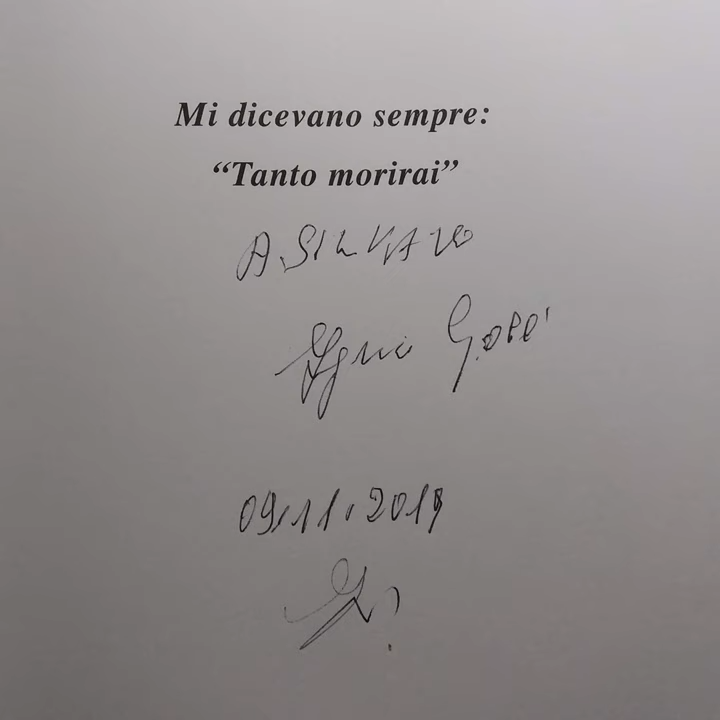 Mi dicevano sempre:
“Tanto morirai”
A SILVANO
09.11.2019